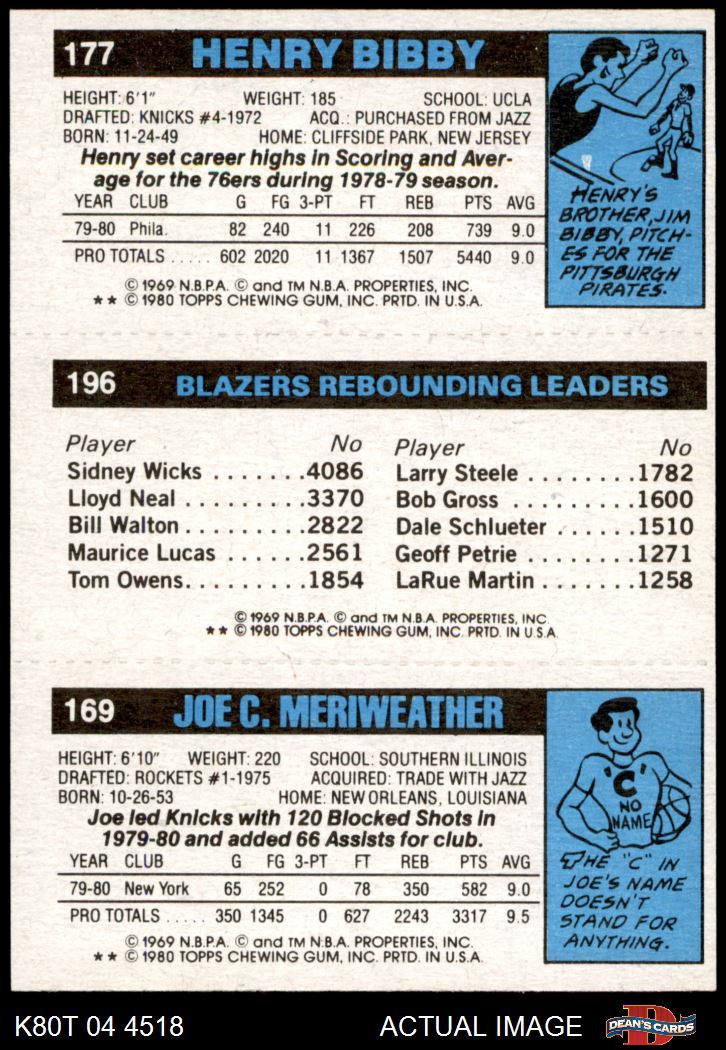 177 HENRY BIBBY
HEIGHT: 6'1" WEIGHT: 185 SCHOOL: UCLA
DRAFTED: KNICKS #4-1972 ACQ.: PURCHASED FROM JAZZ
BORN: 11-24-49 HOME: CLIFFSIDE PARK, NEW JERSEY
Henry set career highs in Scoring and Aver-
age for the 76ers during 1978-79 season.
YEAR CLUB G FG 3-PT FT REB PTS AVG
79-80 Phila. 82 240 11 226 208 739 9.0
PRO TOTALS ..... 602 2020 11 1367 1507 5440 9.0
© 1969 N.B.P.A. © and TM N.B.A. PROPERTIES, INC.
** © 1980 TOPPS CHEWING GUM, INC. PRTD. IN U.S.A.
HENRY'S
BROTHER, JIM
BIBBY, PITCH-
ES FOR THE
PITTSBURGH
PIRATES.
196 BLAZERS REBOUNDING LEADERS
Player No Player No
Sidney Wicks .......4086 Larry Steele ........1782
Lloyd Neal .........3370 Bob Gross ........1600
Bill Walton .........2822 Dale Schlueter ......1510
Maurice Lucas ......2561 Geoff Petrie ........1271
Tom Owens.........1854 LaRue Martin .......1258
© 1969 N.B.P.A. © and TM N.B.A. PROPERTIES, INC.
** © 1980 TOPPS CHEWING GUM, INC. PRTD. IN U.S.A.
169 JOE C. MERIWEATHER
HEIGHT: 6'10" WEIGHT: 220 SCHOOL: SOUTHERN ILLINOIS
DRAFTED: ROCKETS #1-1975 ACQUIRED: TRADE WITH JAZZ
BORN: 10-26-53 HOME: NEW ORLEANS, LOUISIANA
Joe led Knicks with 120 Blocked Shots in
1979-80 and added 66 Assists for club.
YEAR CLUB G FG 3-PT FT REB PTS AVG
79-80 New York 65 252 0 78 350 582 9.0
PRO TOTALS ..... 350 1345 0 627 2243 3317 9.5
© 1969 N.B.P.A. © and TM N.B.A. PROPERTIES, INC.
** © 1980 TOPPS CHEWING GUM, INC. PRTD. IN U.S.A.
'C'
NO
NAME
THE "C" IN
JOE'S NAME
DOESN'T
STAND FOR
ANYTHING.
K80T 04 4518 ACTUAL IMAGE D DEAN'S CARDS